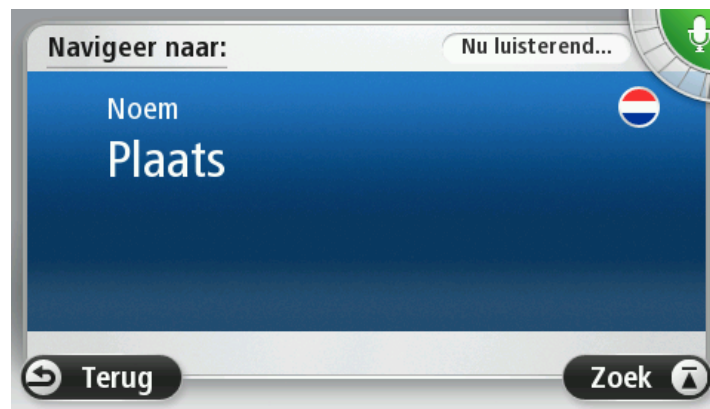 Navigeer naar:
Nu luisterend...
Noem
Plaats
Terug
Zoek